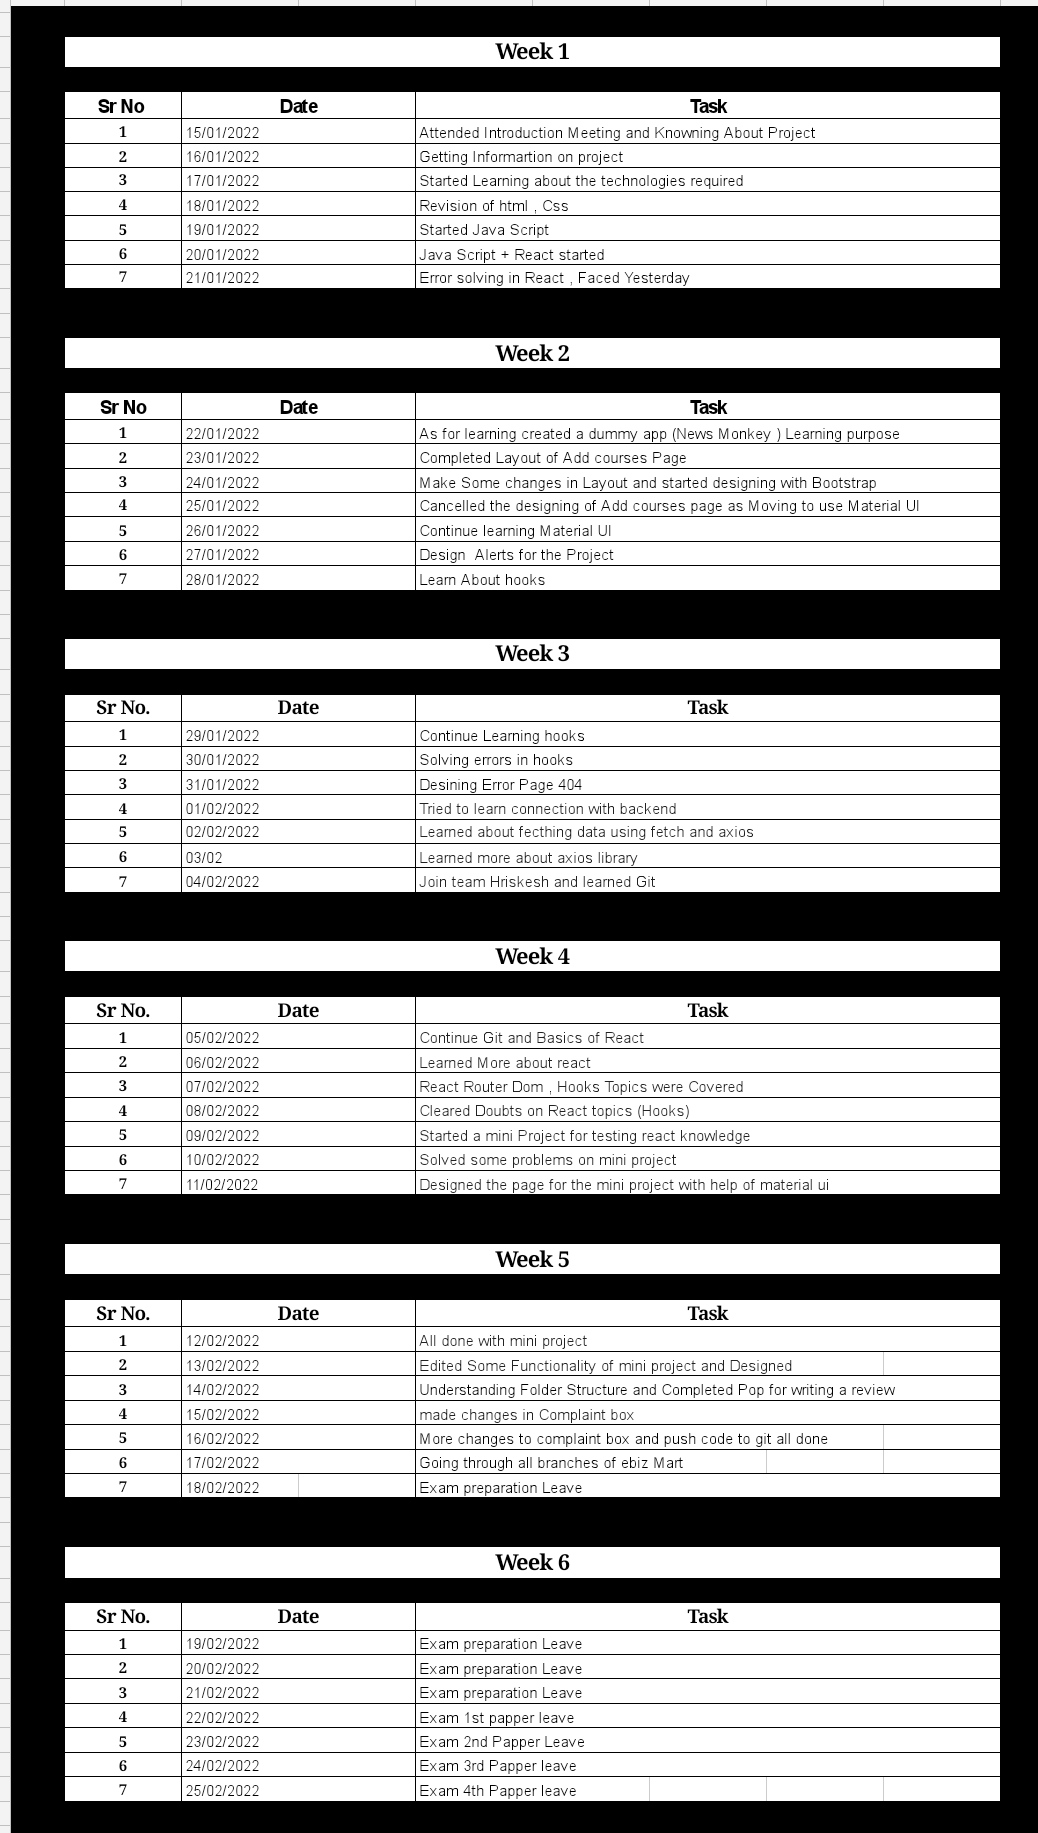 Week 1
Sr No Date Task
1 15/01/2022 Attended Introduction Meeting and Knowning About Project
2 16/01/2022 Getting Informartion on project
3 17/01/2022 Started Learning about the technologies required
4 18/01/2022 Revision of html , Css
5 19/01/2022 Started Java Script
6 20/01/2022 Java Script + React started
7 21/01/2022 Error solving in React , Faced Yesterday
Week 2
Sr No Date Task
1 22/01/2022 As for learning created a dummy app (News Monkey ) Learning purpose
2 23/01/2022 Completed Layout of Add courses Page
3 24/01/2022 Make Some changes in Layout and started designing with Bootstrap
4 25/01/2022 Cancelled the designing of Add courses page as Moving to use Material UI
5 26/01/2022 Continue learning Material UI
6 27/01/2022 Design  Alerts for the Project
7 28/01/2022 Learn About hooks
Week 3
Sr No. Date Task
1 29/01/2022 Continue Learning hooks
2 30/01/2022 Solving errors in hooks
3 31/01/2022 Desining Error Page 404
4 01/02/2022 Tried to learn connection with backend
5 02/02/2022 Learned about fecthing data using fetch and axios
6 03/02 Learned more about axios library
7 04/02/2022 Join team Hriskesh and learned Git
Week 4
Sr No. Date Task
1 05/02/2022 Continue Git and Basics of React
2 06/02/2022 Learned More about react
3 07/02/2022 React Router Dom , Hooks Topics were Covered
4 08/02/2022 Cleared Doubts on React topics (Hooks)
5 09/02/2022 Started a mini Project for testing react knowledge
6 10/02/2022 Solved some problems on mini project
7 11/02/2022 Designed the page for the mini project with help of material ui
Week 5
Sr No. Date Task
1 12/02/2022 All done with mini project
2 13/02/2022 Edited Some Functionality of mini project and Designed
3 14/02/2022 Understanding Folder Structure and Completed Pop for writing a review
4 15/02/2022 made changes in Complaint box
5 16/02/2022 More changes to complaint box and push code to git all done
6 17/02/2022 Going through all branches of ebiz Mart
7 18/02/2022 Exam preparation Leave
Week 6
Sr No. Date Task
1 19/02/2022 Exam preparation Leave
2 20/02/2022 Exam preparation Leave
3 21/02/2022 Exam preparation Leave
4 22/02/2022 Exam 1st papper leave
5 23/02/2022 Exam 2nd Papper Leave
6 24/02/2022 Exam 3rd Papper leave
7 25/02/2022 Exam 4th Papper leave